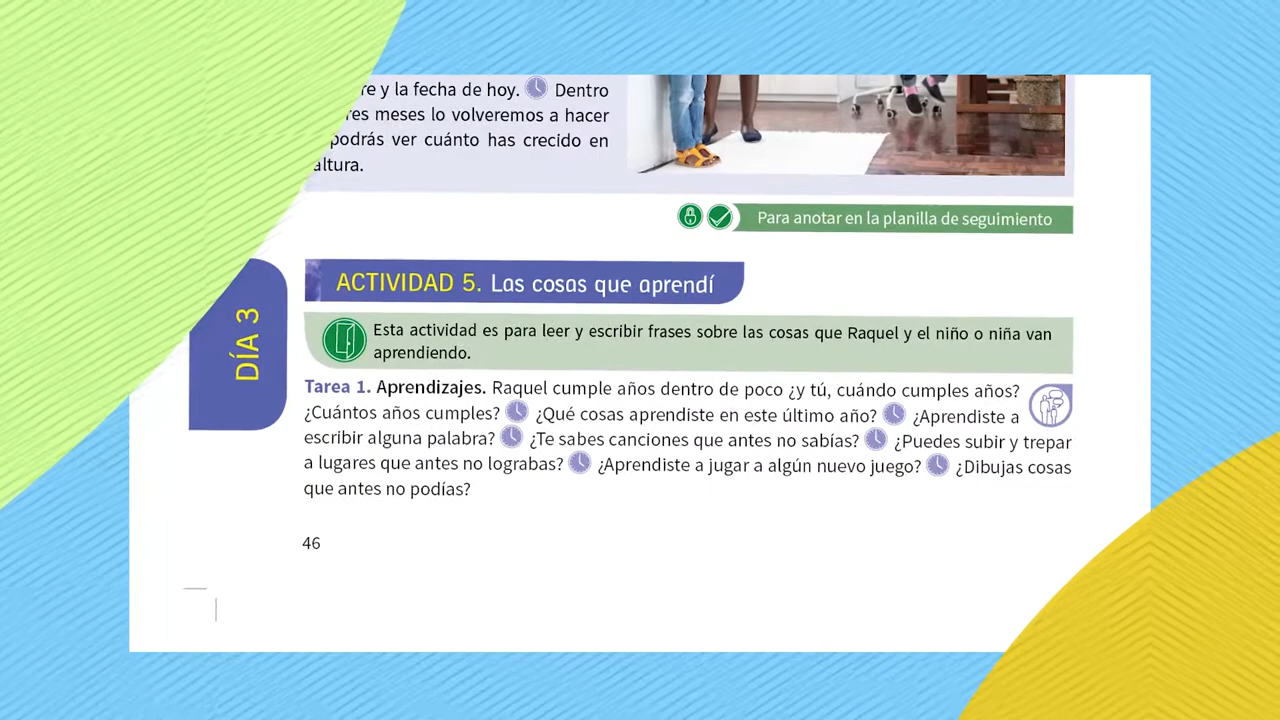 y la fecha de hoy. Dentro
meses lo volveremos a hacer
podrás ver cuánto has crecido en
altura.
Para anotar en la planilla de seguimiento
ACTIVIDAD 5. Las cosas que aprendí
DÍA 3
Esta actividad es para leer y escribir frases sobre las cosas que Raquel y el niño o niña van
aprendiendo.
Tarea 1. Aprendizajes. Raquel cumple años dentro de poco ¿y tú, cuándo cumples años?
¿Cuántos años cumples? ¿Qué cosas aprendiste en este último año? ¿Aprendiste a
escribir alguna palabra? ¿Te sabes canciones que antes no sabías? ¿Puedes subir y trepar
a lugares que antes no lograbas? ¿Aprendiste a jugar a algún nuevo juego? ¿Dibujas cosas
que antes no podías?
46